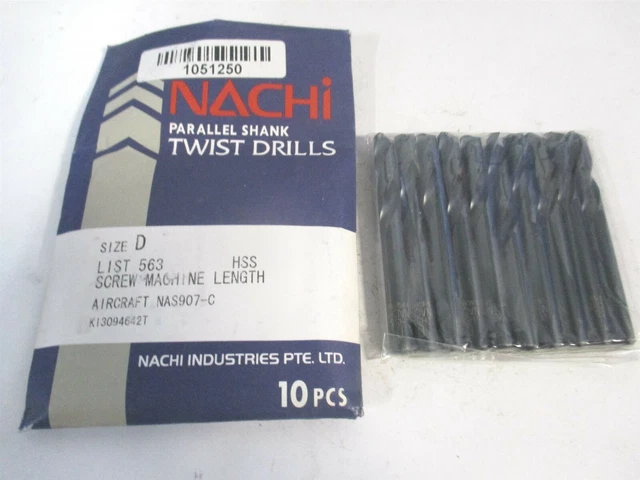 1051250
NACHi
PARALLEL SHANK
TWIST DRILLS
SIZE D
LIST 563 HSS
SCREW MACHINE LENGTH
AIRCRAFT NAS907-C
K13094642T
NACHI INDUSTRIES PTE. LTD.
10 PCS